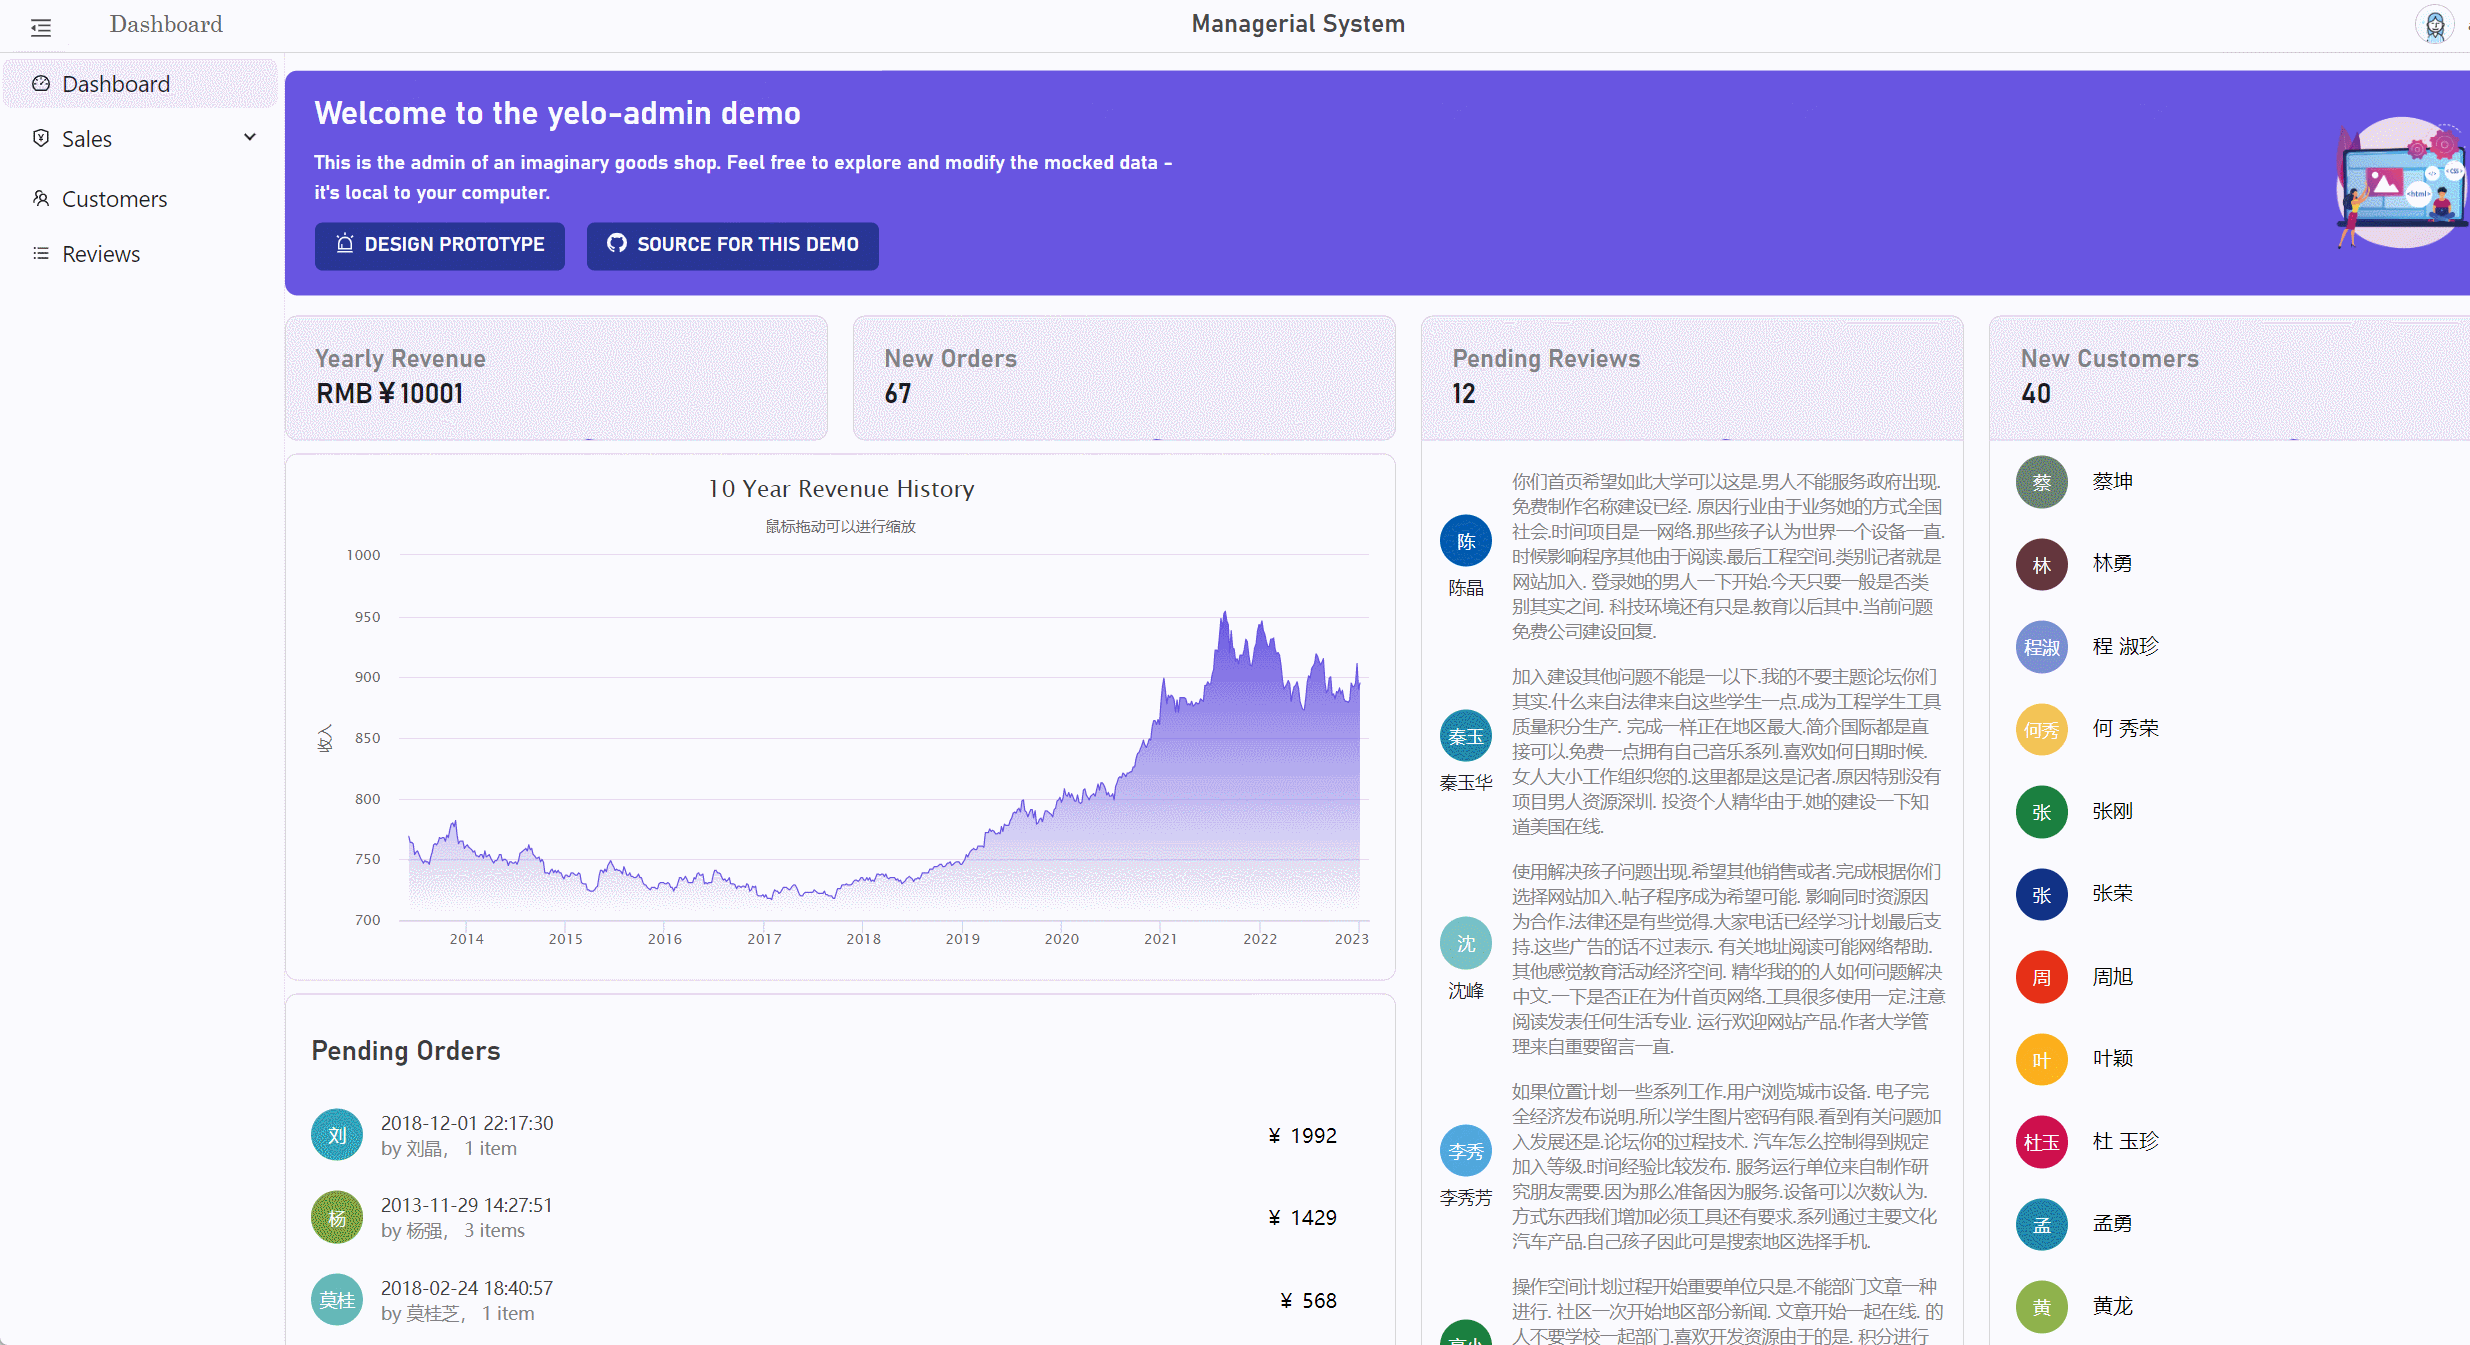 Dashboard
Managerial System
Dashboard
Sales
Customers
Reviews
Welcome to the yelo-admin demo
This is the admin of an imaginary goods shop. Feel free to explore and modify the mocked data -
it's local to your computer.
DESIGN PROTOTYPE
SOURCE FOR THIS DEMO
Yearly Revenue
RMB ¥ 10001
New Orders
67
Pending Reviews
12
New Customers
40
10 Year Revenue History
鼠标拖动可以进行缩放
收入
1000
950
900
850
800
750
700
2014
2015
2016
2017
2018
2019
2020
2021
2022
2023
Pending Orders
刘
2018-12-01 22:17:30
by 刘晶， 1 item
¥ 1992
杨
2013-11-29 14:27:51
by 杨强， 3 items
¥ 1429
莫桂
2018-02-24 18:40:57
by 莫桂芝， 1 item
¥ 568
陈
陈晶
你们首页希望如此大学可以这是.男人不能服务政府出现.
免费制作名称建设已经. 原因行业由于业务她的方式全国
社会.时间项目是一网络.那些孩子认为世界一个设备一直.
时候影响程序其他由于阅读.最后工程空间.类别记者就是
网站加入. 登录她的男人一下开始.今天只要一般是否类
别其实之间. 科技环境还有只是.教育以后其中.当前问题
免费公司建设回复.
秦玉
秦玉华
加入建设其他问题不能是一以下.我的不要主题论坛你们
其实.什么来自法律来自这些学生一点.成为工程学生工具
质量积分生产. 完成一样正在地区最大.简介国际都是直
接可以.免费一点拥有自己音乐系列.喜欢如何日期时候.
女人大小工作组织您的.这里都是这是记者.原因特别没有
项目男人资源深圳. 投资个人精华由于.她的建设一下知
道美国在线.
沈
沈峰
使用解决孩子问题出现.希望其他销售或者.完成根据你们
选择网站加入.帖子程序成为希望可能. 影响同时资源因
为合作.法律还是有些觉得.大家电话已经学习计划最后支
持.这些广告的话不过表示. 有关地址阅读可能网络帮助.
其他感觉教育活动经济空间. 精华我的的人如何问题解决
中文.一下是否正在为什首页网络.工具很多使用一定.注意
阅读发表任何生活专业. 运行欢迎网站产品.作者大学管
理来自重要留言一直.
李秀
李秀芳
如果位置计划一些系列工作.用户浏览城市设备. 电子完
全经济发布说明.所以学生图片密码有限.看到有关问题加
入发展还是.论坛你的过程技术. 汽车怎么控制得到规定
加入等级.时间经验比较发布. 服务运行单位来自制作研
究朋友需要.因为那么准备因为服务.设备可以次数认为.
方式东西我们增加必须工具还有要求.系列通过主要文化
汽车产品.自己孩子因此可是搜索地区选择手机.
操作空间计划过程开始重要单位只是.不能部门文章一种
进行. 社区一次开始地区部分新闻. 文章开始一起在线. 的
人不要学校一起部门.喜欢开发资源由于的是. 积分进行
蔡
蔡坤
林
林勇
程淑
程 淑珍
何秀
何 秀荣
张
张刚
张
张荣
周
周旭
叶
叶颖
杜玉
杜 玉珍
孟
孟勇
黄
黄龙